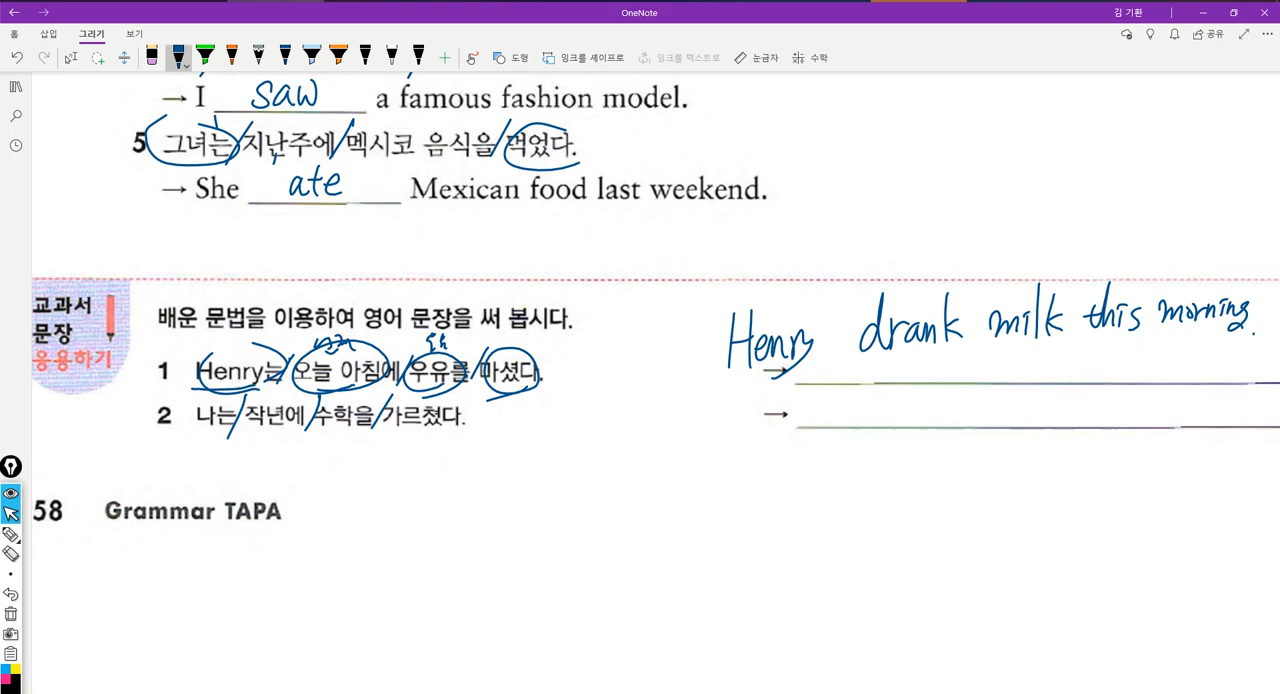 OneNote
김 기환
홈 삽입 그리기 보기
공유
도형 잉크를 셰이프로 잉크를 텍스트로 눈금자 수학
→ I saw a famous fashion model.
5 그녀는/지난주에/멕시코 음식을/먹었다.
→ She ate Mexican food last weekend.
교과서
문장
응용하기
배운 문법을 이용하여 영어 문장을 써 봅시다.
1 Henry는/오늘 아침에/우유를/마셨다.
→ Henry drank milk this morning.
2 나는/작년에/수학을/가르쳤다.
→
58 Grammar TAPA